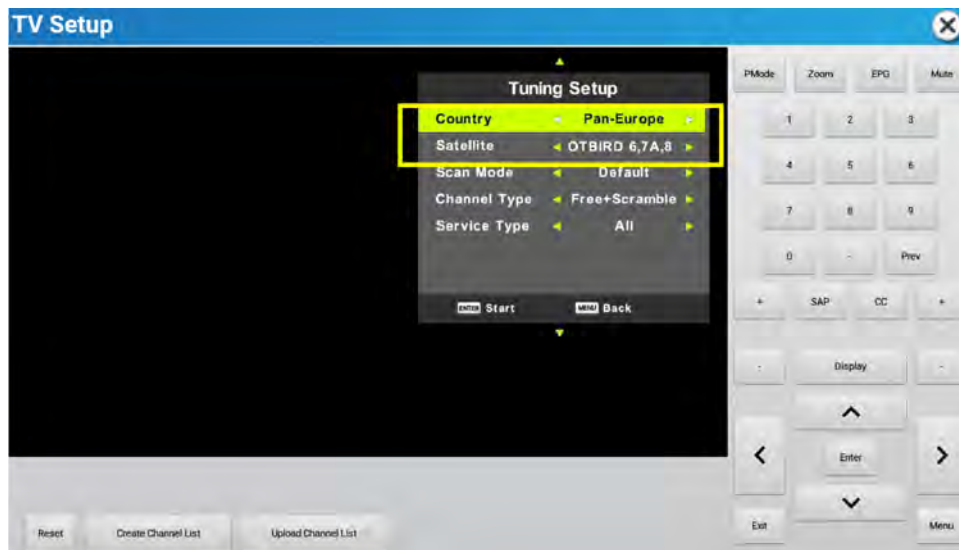 TV Setup
Tuning Setup
Country Pan-Europe
Satellite OTBIRD 6,7A,8
Scan Mode Default
Channel Type Free+Scramble
Service Type All
ENTER Start MENU Back
PMode Zoom EPG Mute
1 2 3
4 5 6
7 8 9
0 - Prev
+ SAP CC +
- Display -
Enter
Exit Menu
Reset Create Channel List Upload Channel List